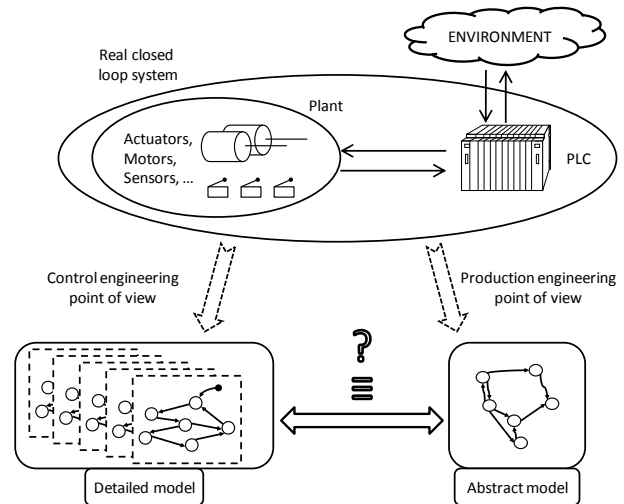 ENVIRONMENT
Real closed
loop system
Plant
Actuators,
Motors,
Sensors, ...
PLC
Control engineering
point of view
Production engineering
point of view
?
≡
Detailed model
Abstract model